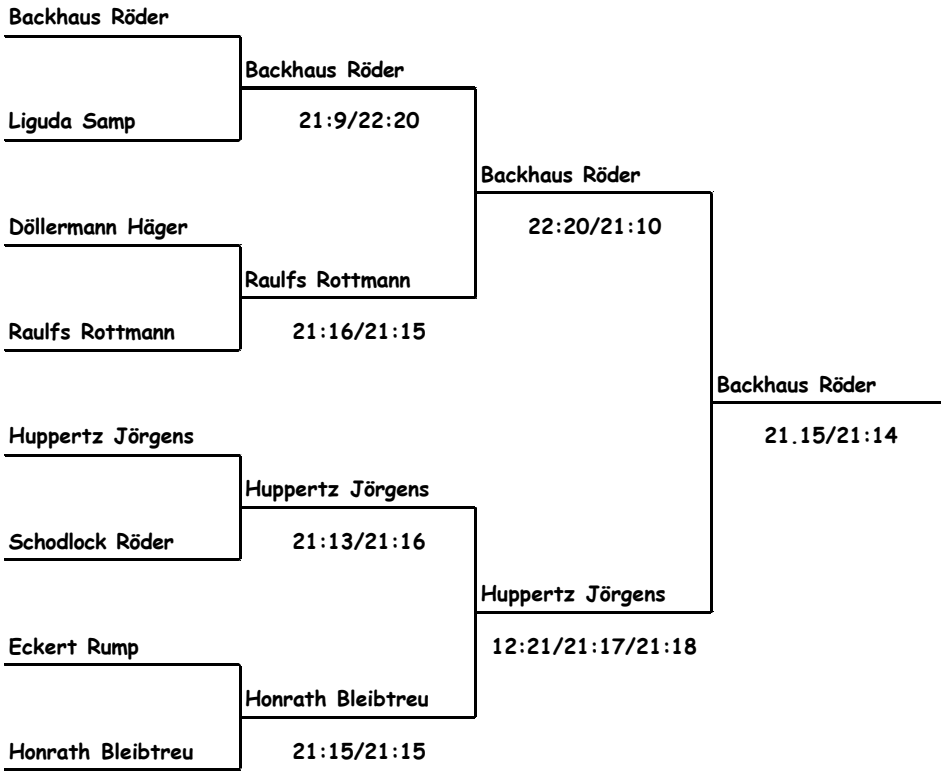 Backhaus Röder
Backhaus Röder
Liguda Samp
21:9/22:20
Backhaus Röder
Döllermann Häger
22:20/21:10
Raulfs Rottmann
Raulfs Rottmann
21:16/21:15
Backhaus Röder
Huppertz Jörgens
21.15/21:14
Huppertz Jörgens
Schodlock Röder
21:13/21:16
Huppertz Jörgens
Eckert Rump
12:21/21:17/21:18
Honrath Bleibtreu
Honrath Bleibtreu
21:15/21:15